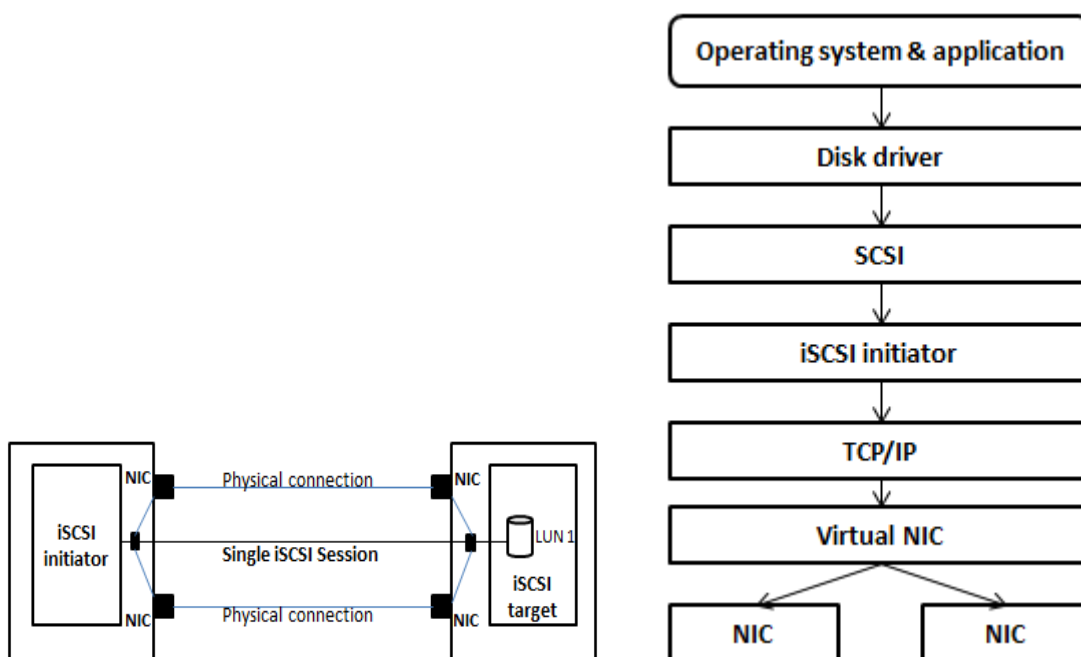 NIC
Physical connection
NIC
iSCSI
initiator
Single iSCSI Session
LUN 1
iSCSI
target
NIC
Physical connection
NIC
Operating system & application
Disk driver
SCSI
iSCSI initiator
TCP/IP
Virtual NIC
NIC
NIC